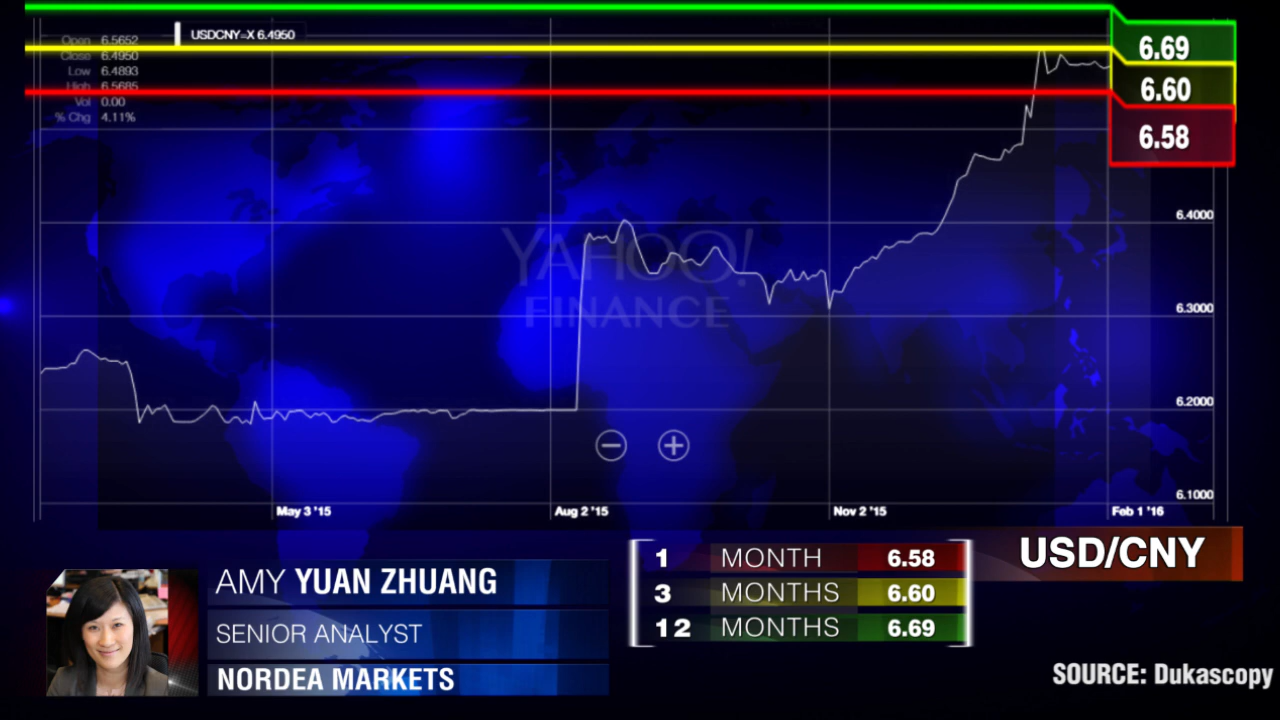 USDCNY=X 6.4950
Open 6.5652
Close 6.4950
Low 6.4893
High 6.5685
Vol 0.00
% Chg 4.11%
6.69
6.60
6.58
6.4000
6.3000
6.2000
6.1000
YAHOO!
FINANCE
May 3 '15
Aug 2 '15
Nov 2 '15
Feb 1 '16
USD/CNY
1 MONTH 6.58
3 MONTHS 6.60
12 MONTHS 6.69
AMY YUAN ZHUANG
SENIOR ANALYST
NORDEA MARKETS
SOURCE: Dukascopy